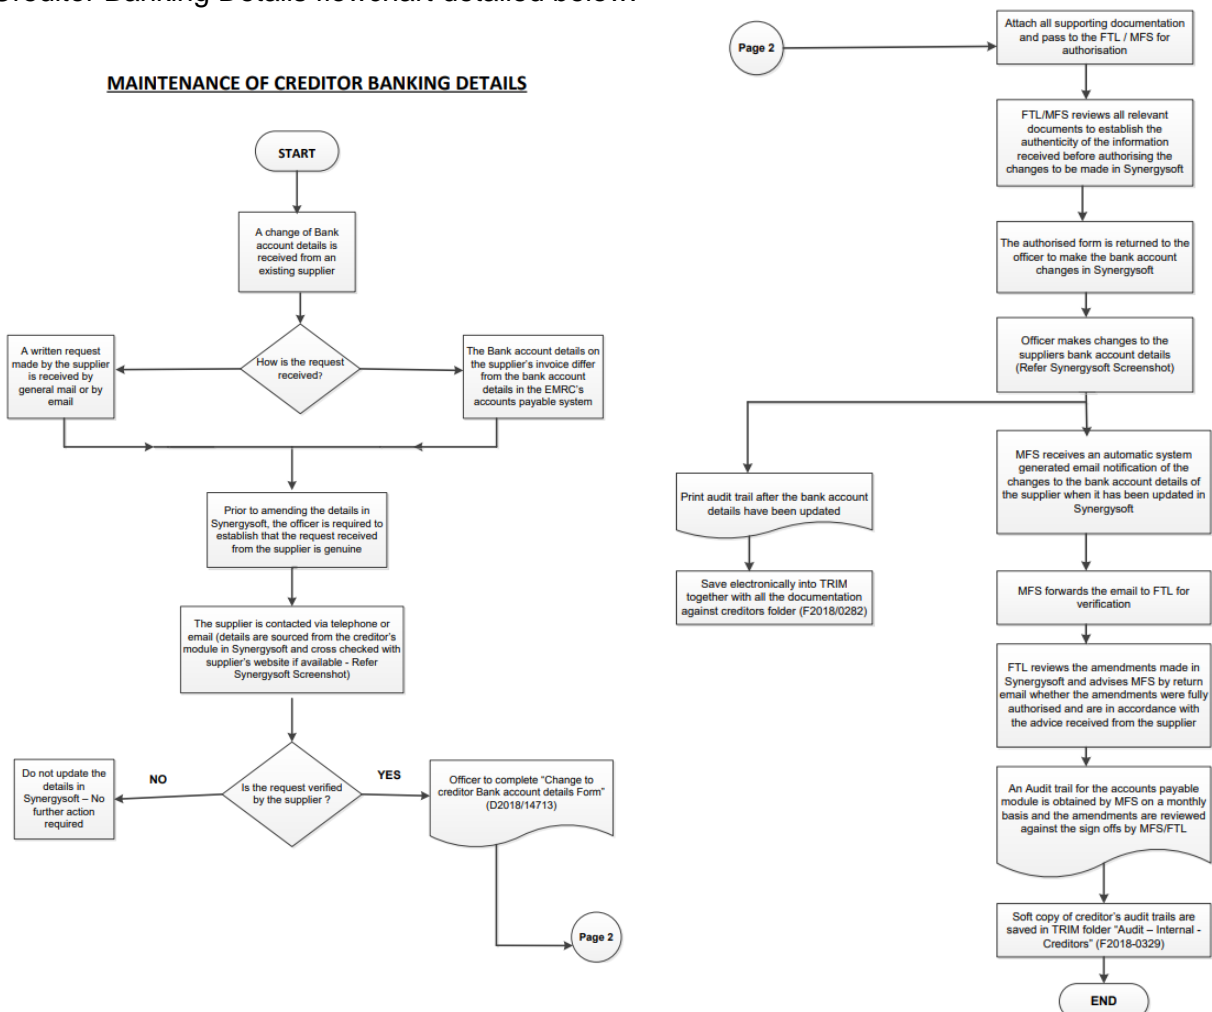 Creditor Banking Details flowchart detailed below.
MAINTENANCE OF CREDITOR BANKING DETAILS
START
A change of Bank
account details is
received from an
existing supplier
How is the request
received?
A written request
made by the supplier
is received by
general mail or by
email
The Bank account details on
the supplier's invoice differ
from the bank account
details in the EMRC's
accounts payable system
Prior to amending the details in
Synergysoft, the officer is required to
establish that the request received
from the supplier is genuine
The supplier is contacted via telephone or
email (details are sourced from the creditor's
module in Synergysoft and cross checked with
supplier's website if available - Refer
Synergysoft Screenshot)
Is the request verified
by the supplier ?
NO
Do not update the
details in
Synergysoft – No
further action
required
YES
Officer to complete "Change to
creditor Bank account details Form"
(D2018/14713)
Page 2
Page 2
Attach all supporting documentation
and pass to the FTL / MFS for
authorisation
FTL/MFS reviews all relevant
documents to establish the
authenticity of the information
received before authorising the
changes to be made in Synergysoft
The authorised form is returned to the
officer to make the bank account
changes in Synergysoft
Officer makes changes to the
suppliers bank account details
(Refer Synergysoft Screenshot)
Print audit trail after the bank account
details have been updated
Save electronically into TRIM
together with all the documentation
against creditors folder (F2018/0282)
MFS receives an automatic system
generated email notification of the
changes to the bank account details of
the supplier when it has been updated in
Synergysoft
MFS forwards the email to FTL for
verification
FTL reviews the amendments made in
Synergysoft and advises MFS by return
email whether the amendments were fully
authorised and are in accordance with
the advice received from the supplier
An Audit trail for the accounts payable
module is obtained by MFS on a monthly
basis and the amendments are reviewed
against the sign offs by MFS/FTL
Soft copy of creditor's audit trails are
saved in TRIM folder "Audit – Internal -
Creditors" (F2018-0329)
END